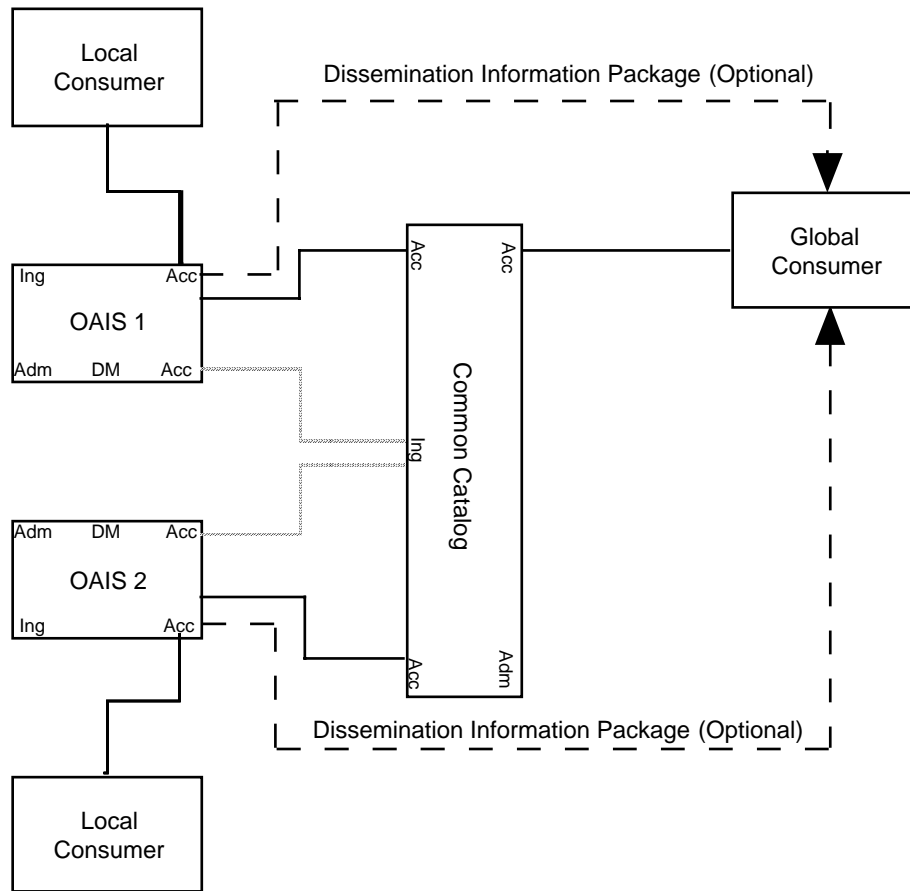 Local
Consumer
Dissemination Information Package (Optional)
Global
Consumer
Ing Acc
OAIS 1
Adm DM Acc
Acc Acc
Ing
Common Catalog
Acc Adm
Adm DM Acc
OAIS 2
Ing Acc
Dissemination Information Package (Optional)
Local
Consumer